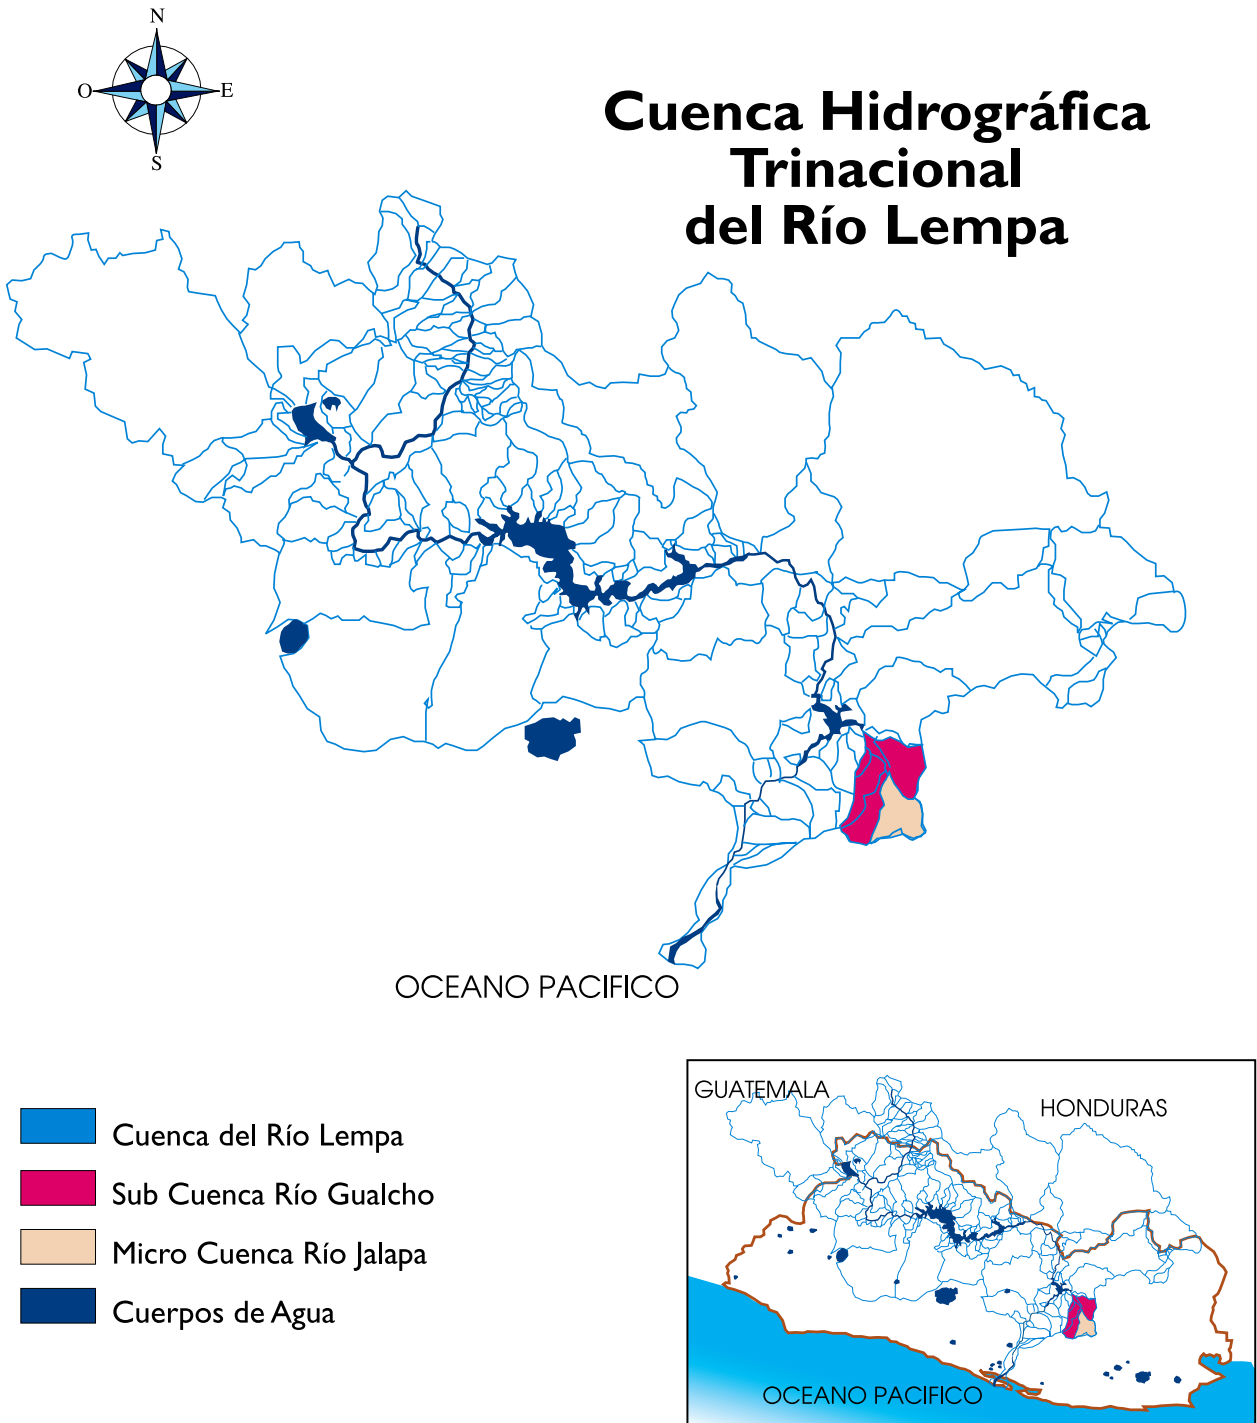 N
O
E
S
Cuenca Hidrográfica
Trinacional
del Río Lempa
OCEANO PACIFICO
Cuenca del Río Lempa
Sub Cuenca Río Gualcho
Micro Cuenca Río Jalapa
Cuerpos de Agua
GUATEMALA
HONDURAS
OCEANO PACIFICO